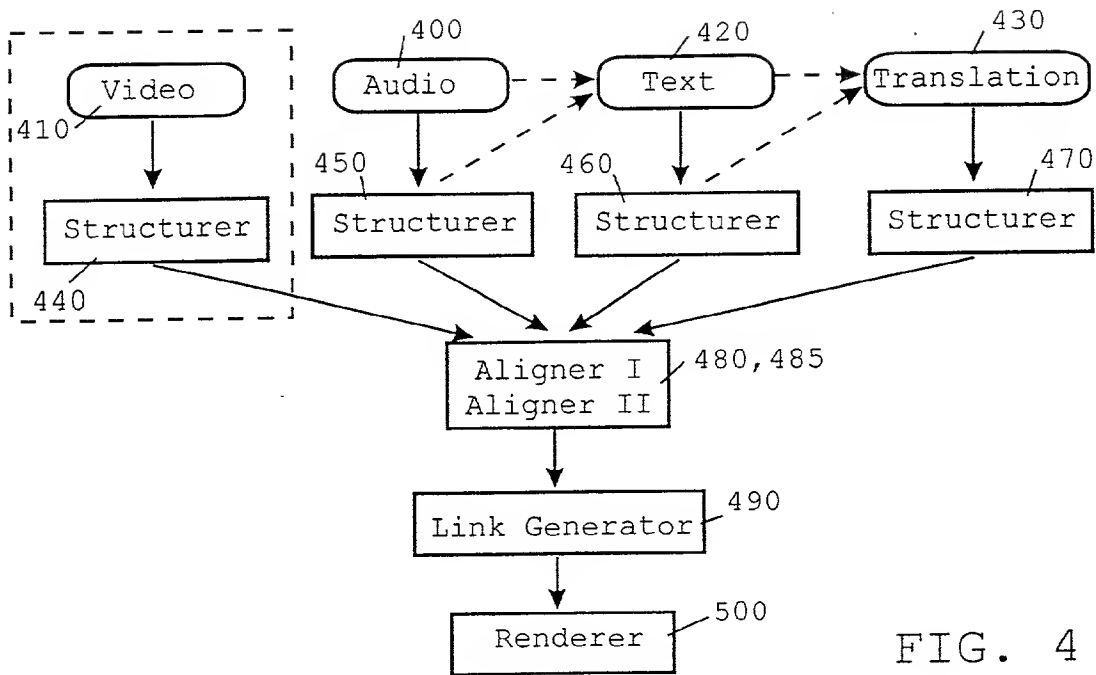 400
420
430
Video
Audio
Text
Translation
410
450
460
470
Structurer
Structurer
Structurer
Structurer
440
Aligner I
Aligner II
480,485
Link Generator
490
Renderer
500
FIG. 4